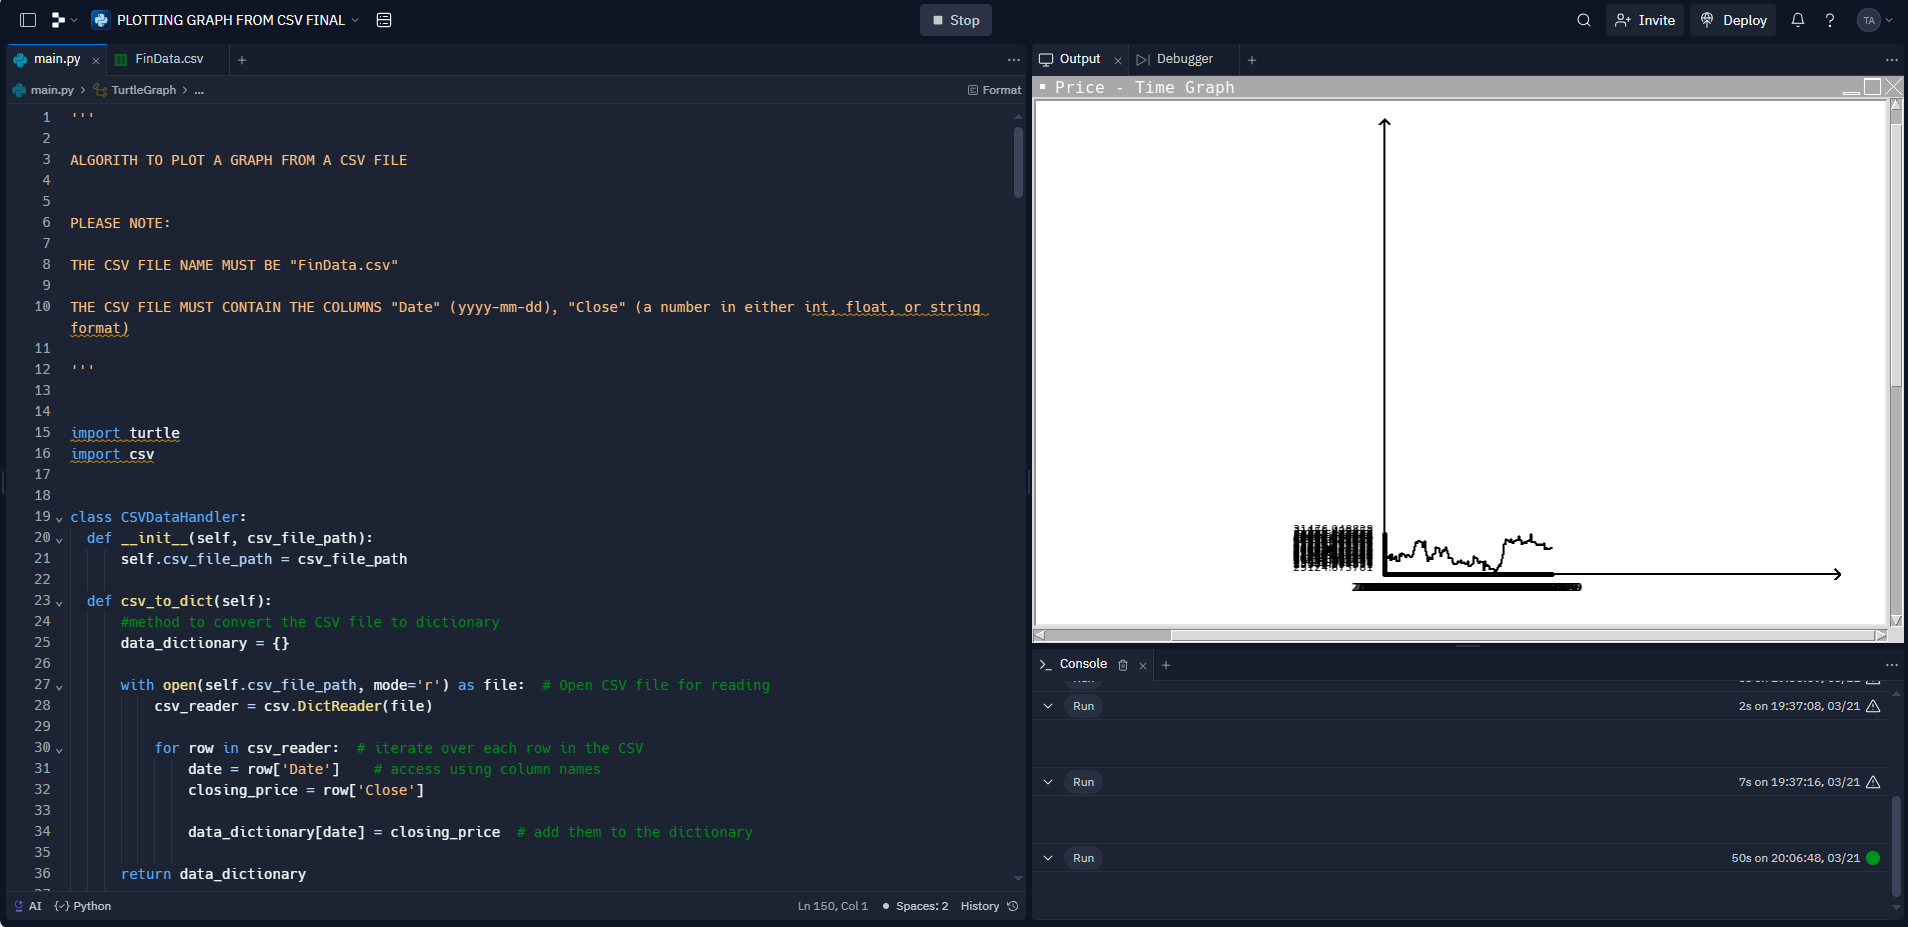 PLOTTING GRAPH FROM CSV FINAL
Stop
Invite
Deploy
TA
main.py
FinData.csv
main.py > TurtleGraph > ...
Format
1 '''
2
3 ALGORITH TO PLOT A GRAPH FROM A CSV FILE
4
5
6 PLEASE NOTE:
7
8 THE CSV FILE NAME MUST BE "FinData.csv"
9
10 THE CSV FILE MUST CONTAIN THE COLUMNS "Date" (yyyy-mm-dd), "Close" (a number in either int, float, or string
format)
11
12 '''
13
14
15 import turtle
16 import csv
17
18
19 class CSVDataHandler:
20 def __init__(self, csv_file_path):
21 self.csv_file_path = csv_file_path
22
23 def csv_to_dict(self):
24 #method to convert the CSV file to dictionary
25 data_dictionary = {}
26
27 with open(self.csv_file_path, mode='r') as file: # Open CSV file for reading
28 csv_reader = csv.DictReader(file)
29
30 for row in csv_reader: # iterate over each row in the CSV
31 date = row['Date'] # access using column names
32 closing_price = row['Close']
33
34 data_dictionary[date] = closing_price # add them to the dictionary
35
36 return data_dictionary
AI
Python
Ln 150, Col 1
Spaces: 2
History
Output
Debugger
Price - Time Graph
Console
Run
2s on 19:37:08, 03/21
Run
7s on 19:37:16, 03/21
Run
50s on 20:06:48, 03/21